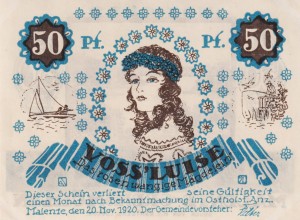 50 Pf. Pf. 50
VOSS' LUISE
Dieser Schein verliert seine Gültigkeit
einen Monat nach Bekanntmachung im Ostholst. Anz.
Malente, den 20. Nov. 1920. Der Gemeindevorsteher: